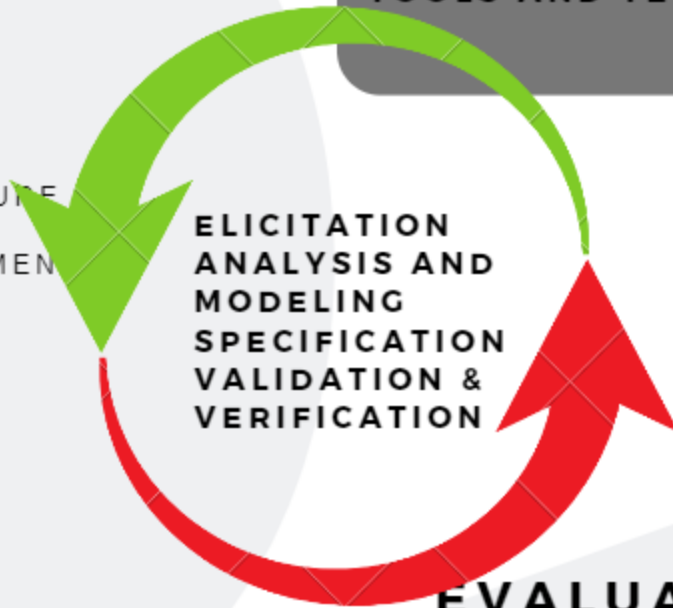 ELICITATION
ANALYSIS AND
MODELING
SPECIFICATION
VALIDATION &
VERIFICATION